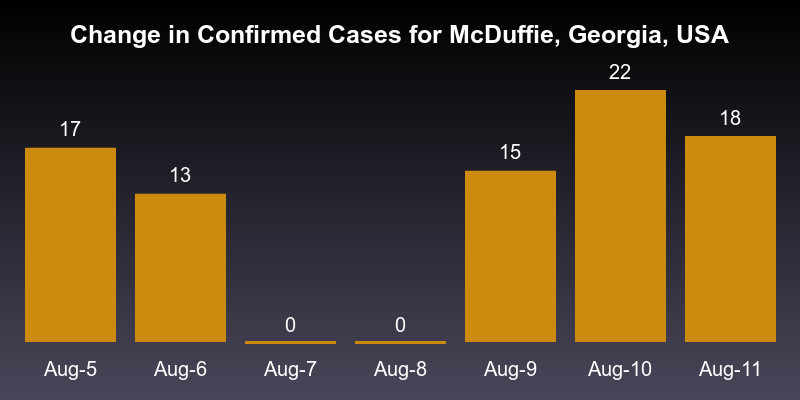 Change in Confirmed Cases for McDuffie, Georgia, USA
17
13
0
0
15
22
18
Aug-5
Aug-6
Aug-7
Aug-8
Aug-9
Aug-10
Aug-11